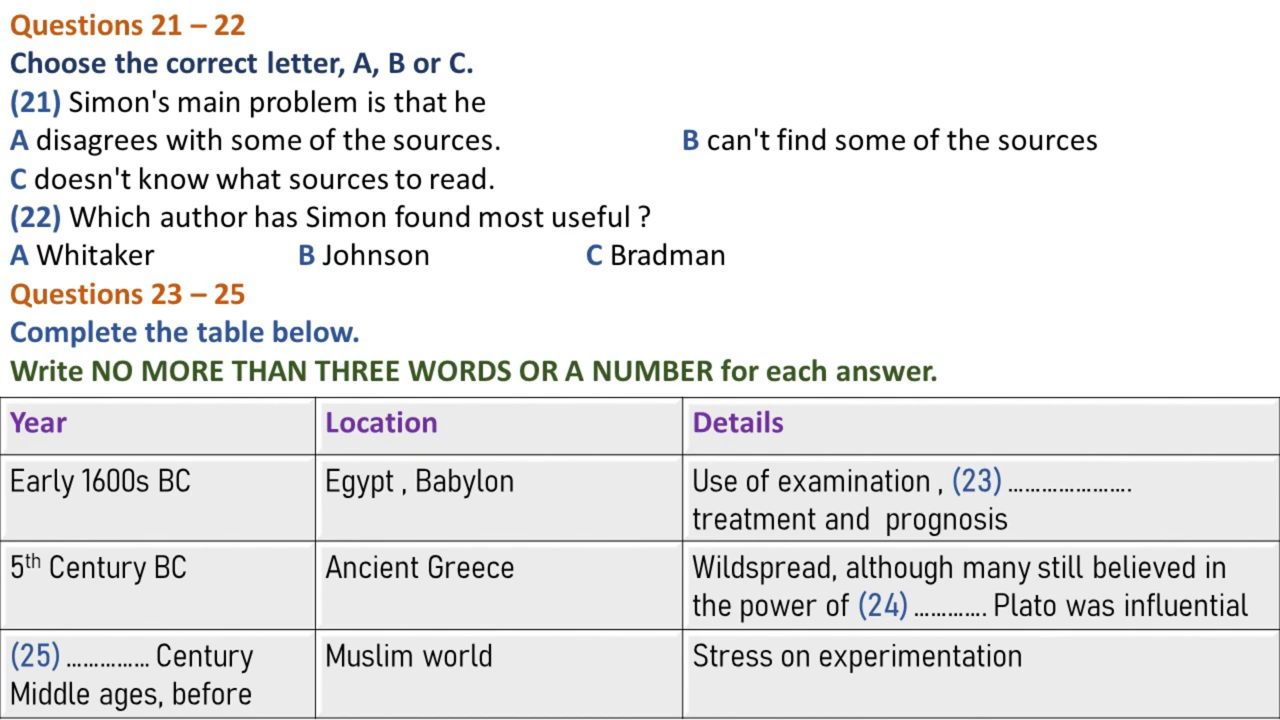 Questions 21 – 22
Choose the correct letter, A, B or C.
(21) Simon's main problem is that he
A disagrees with some of the sources. B can't find some of the sources
C doesn't know what sources to read.
(22) Which author has Simon found most useful ?
A Whitaker B Johnson C Bradman
Questions 23 – 25
Complete the table below.
Write NO MORE THAN THREE WORDS OR A NUMBER for each answer.
Year Location Details
Early 1600s BC Egypt , Babylon Use of examination , (23) ......................
treatment and prognosis
5th Century BC Ancient Greece Wildspread, although many still believed in
the power of (24) ............. Plato was influential
(25) ............... Century Muslim world Stress on experimentation
Middle ages, before